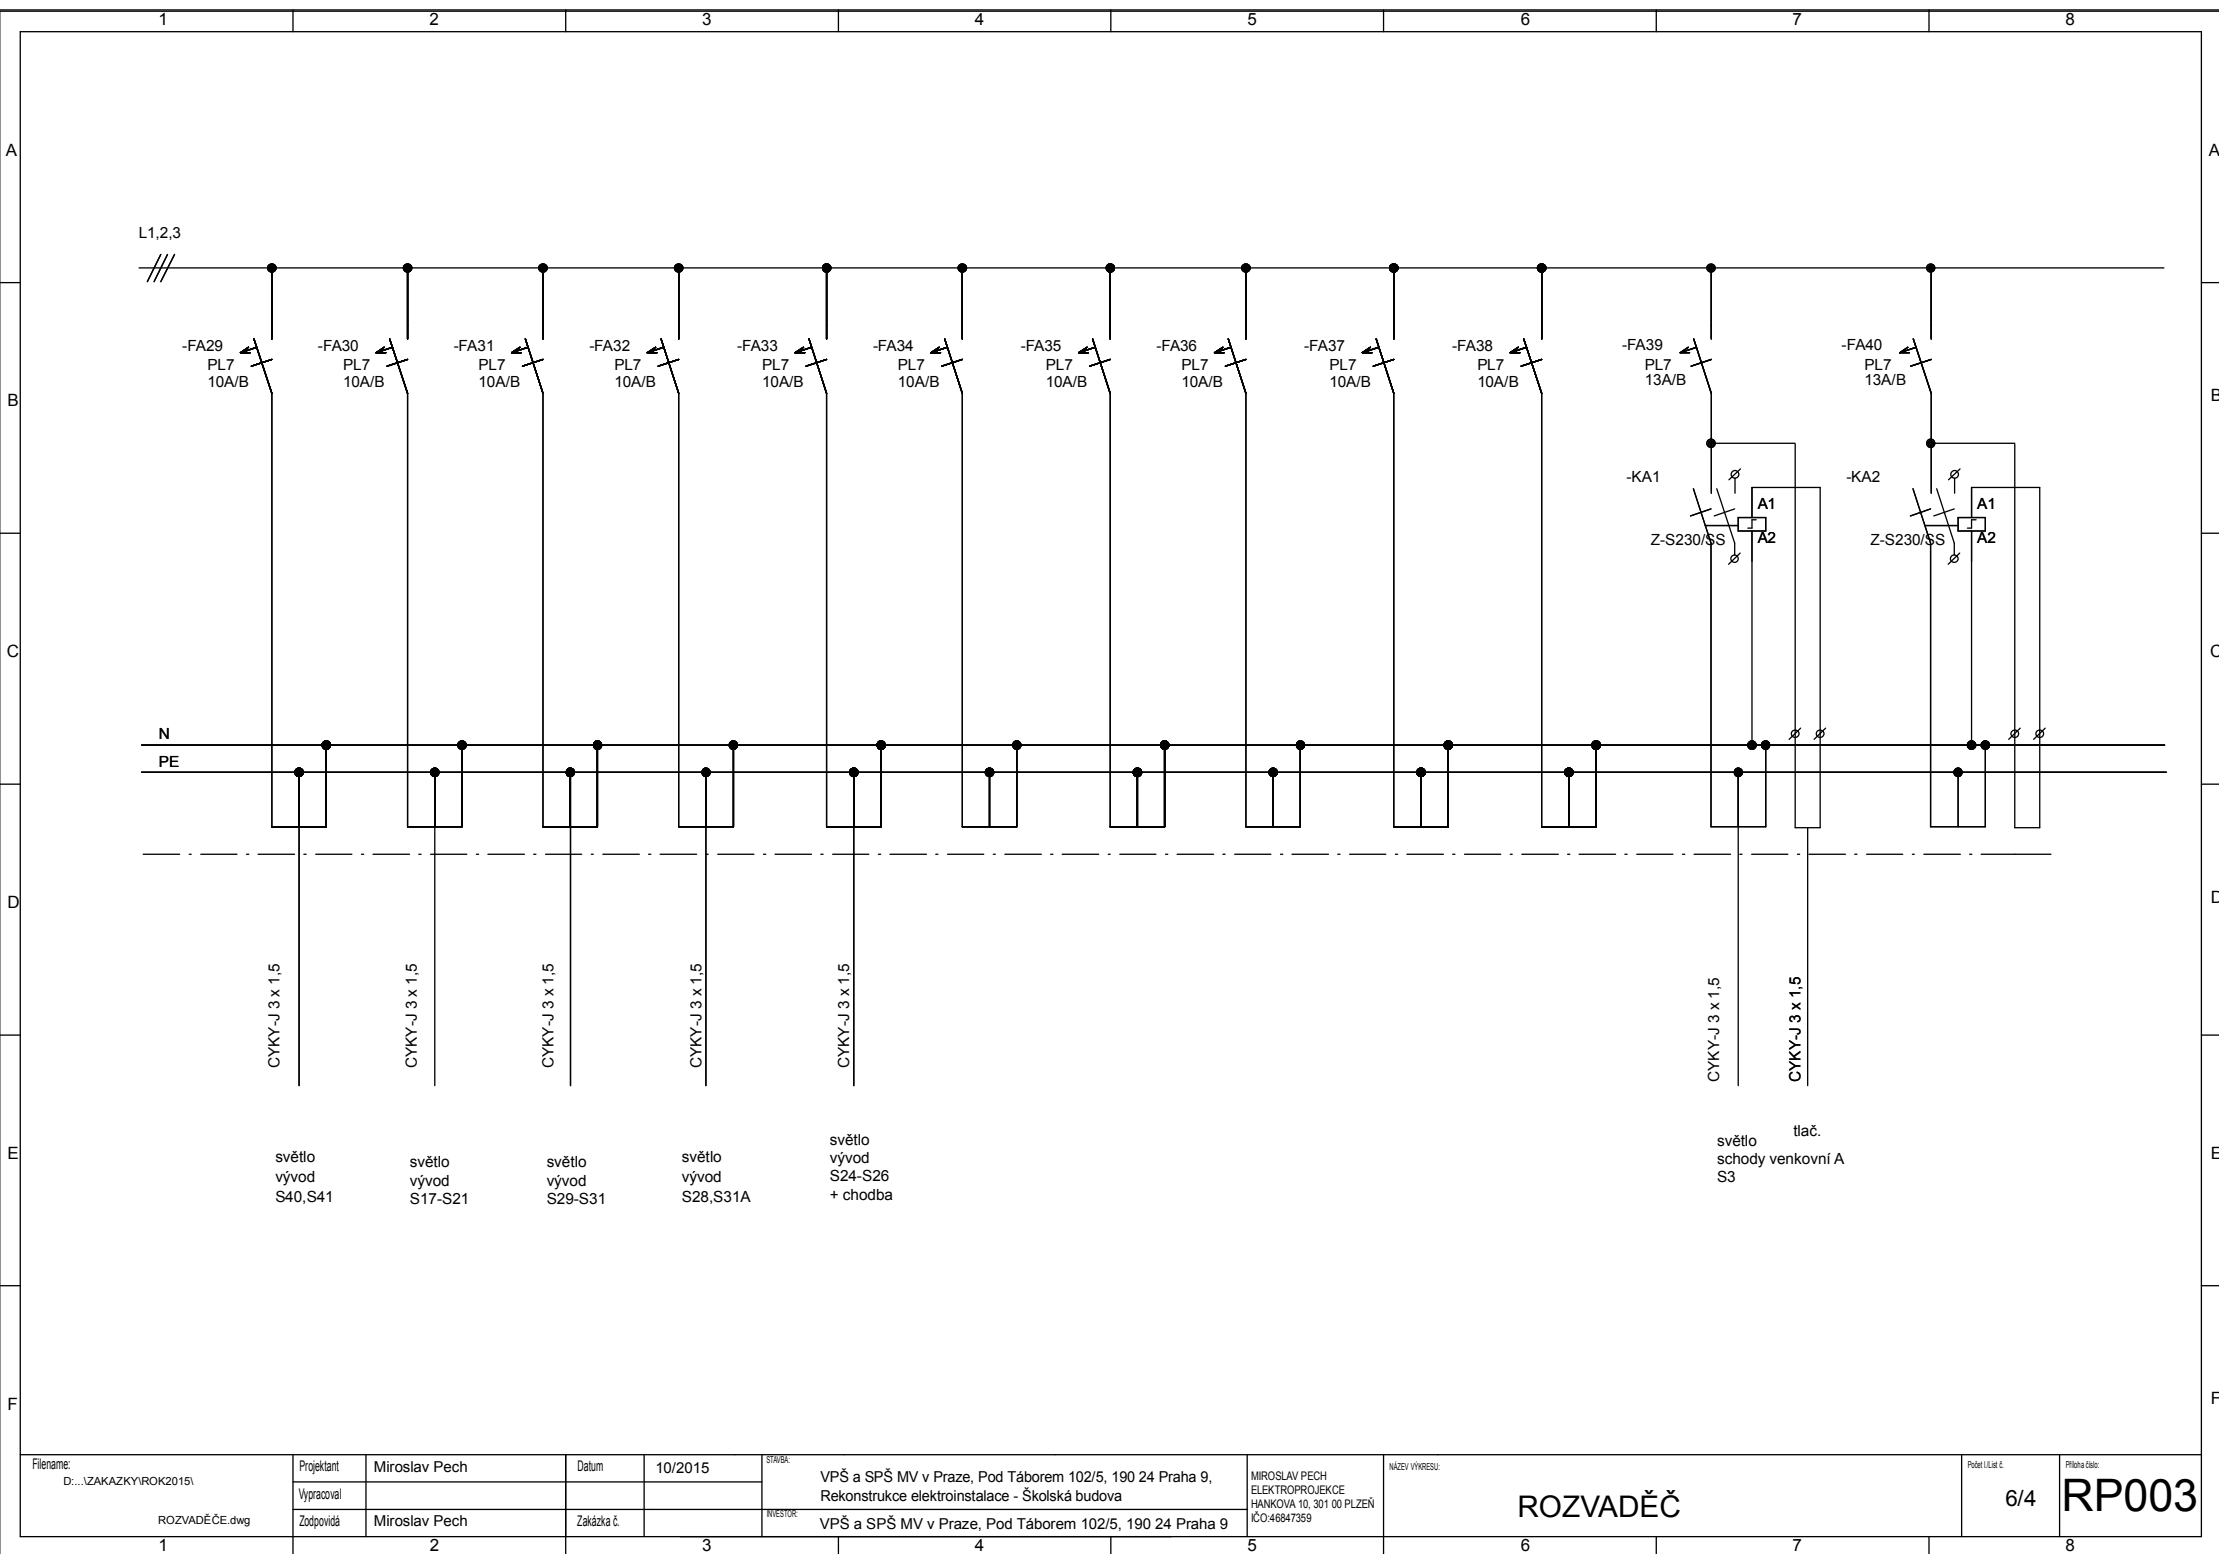 1 2 3 4 5 6 7 8
A A
L1,2,3
-FA29
PL7
10A/B
-FA30
PL7
10A/B
-FA31
PL7
10A/B
-FA32
PL7
10A/B
-FA33
PL7
10A/B
-FA34
PL7
10A/B
-FA35
PL7
10A/B
-FA36
PL7
10A/B
-FA37
PL7
10A/B
-FA38
PL7
10A/B
-FA39
PL7
13A/B
-FA40
PL7
13A/B
B B
-KA1
A1
Z-S230/SS
A2
-KA2
A1
Z-S230/SS
A2
C C
N
PE
D D
CYKY-J 3 x 1,5
CYKY-J 3 x 1,5
CYKY-J 3 x 1,5
CYKY-J 3 x 1,5
CYKY-J 3 x 1,5
CYKY-J 3 x 1,5
CYKY-J 3 x 1,5
E E
světlo
vývod
S40,S41
světlo
vývod
S17-S21
světlo
vývod
S29-S31
světlo
vývod
S28,S31A
světlo
vývod
S24-S26
+ chodba
světlo
schody venkovní A
S3
tlač.
F F
Filename:
D:...\ZAKAZKY\ROK2015\
ROZVADĚČE.dwg
Projektant Miroslav Pech
Vypracoval
Zodpovídá Miroslav Pech
Datum 10/2015
Zakázka č.
STAVBA:
VPŠ a SPŠ MV v Praze, Pod Táborem 102/5, 190 24 Praha 9,
Rekonstrukce elektroinstalace - Školská budova
INVESTOR:
VPŠ a SPŠ MV v Praze, Pod Táborem 102/5, 190 24 Praha 9
MIROSLAV PECH
ELEKTROPROJEKCE
HANKOVA 10, 301 00 PLZEŇ
IČO:46847359
NÁZEV VÝKRESU:
ROZVADĚČ
Počet l./List č.
6/4
Příloha číslo:
RP003
1 2 3 4 5 6 7 8